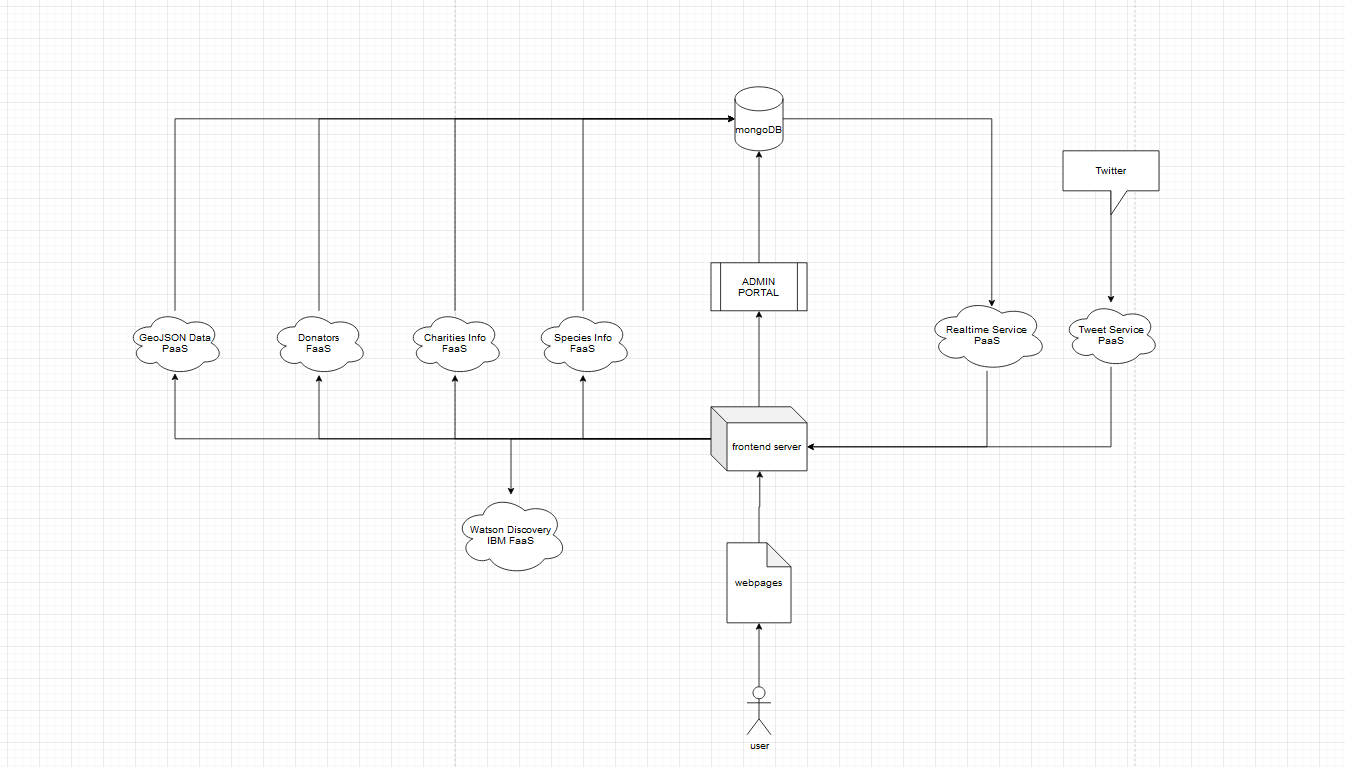 mongoDB
Twitter
ADMIN
PORTAL
GeoJSON Data
PaaS
Donators
FaaS
Charities Info
FaaS
Species Info
FaaS
Realtime Service
PaaS
Tweet Service
PaaS
frontend server
Watson Discovery
IBM FaaS
webpages
user